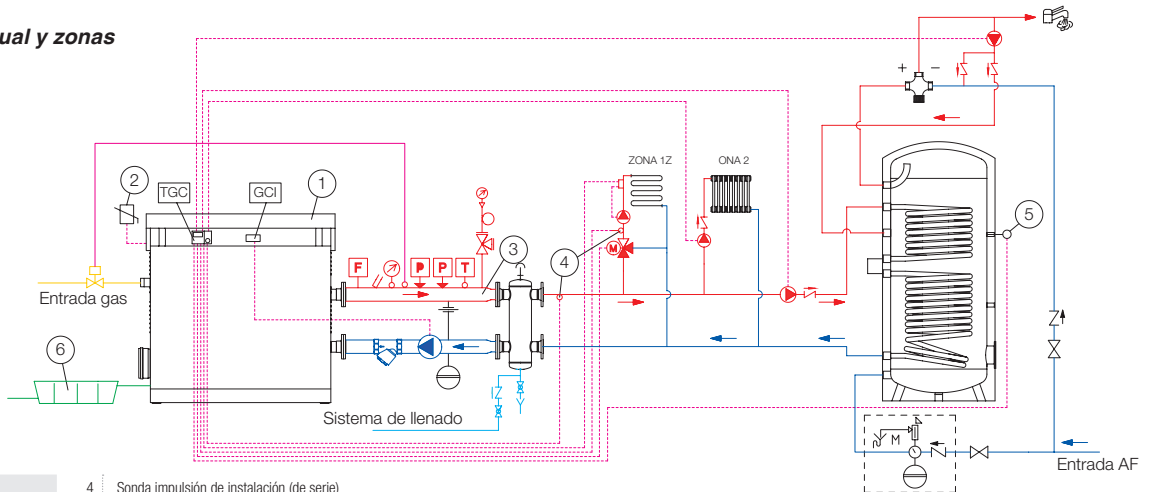 ual y zonas
+ −
ZONA 1Z
ONA 2
2
TGC
GCI
1
5
3
4
M
F
P
P
T
Entrada gas
6
Sistema de llenado
M
Entrada AF
4 Sonda impulsión de instalación (de serie)